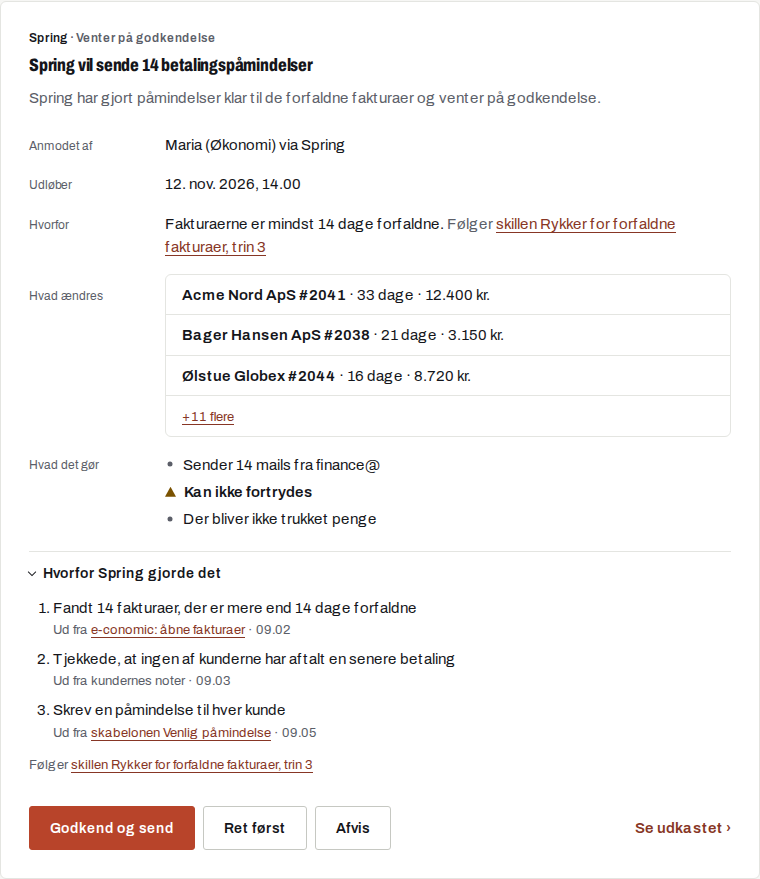 Spring · Venter på godkendelse
Spring vil sende 14 betalingspåmindelser
Spring har gjort påmindelser klar til de forfaldne fakturaer og venter på godkendelse.
Anmodet af
Maria (Økonomi) via Spring
Udløber
12. nov. 2026, 14.00
Hvorfor
Fakturaerne er mindst 14 dage forfaldne. Følger skillen Rykker for forfaldne
fakturaer, trin 3
Hvad ændres
Acme Nord ApS #2041 · 33 dage · 12.400 kr.
Bager Hansen ApS #2038 · 21 dage · 3.150 kr.
Ølstue Globex #2044 · 16 dage · 8.720 kr.
+11 flere
Hvad det gør
• Sender 14 mails fra finance@
▲ Kan ikke fortrydes
• Der bliver ikke trukket penge
Hvorfor Spring gjorde det
1. Fandt 14 fakturaer, der er mere end 14 dage forfaldne
Ud fra e-conomic: åbne fakturaer · 09.02
2. Tjekkede, at ingen af kunderne har aftalt en senere betaling
Ud fra kundernes noter · 09.03
3. Skrev en påmindelse til hver kunde
Ud fra skabelonen Venlig påmindelse · 09.05
Følger skillen Rykker for forfaldne fakturaer, trin 3
Godkend og send
Ret først
Afvis
Se udkastet ›